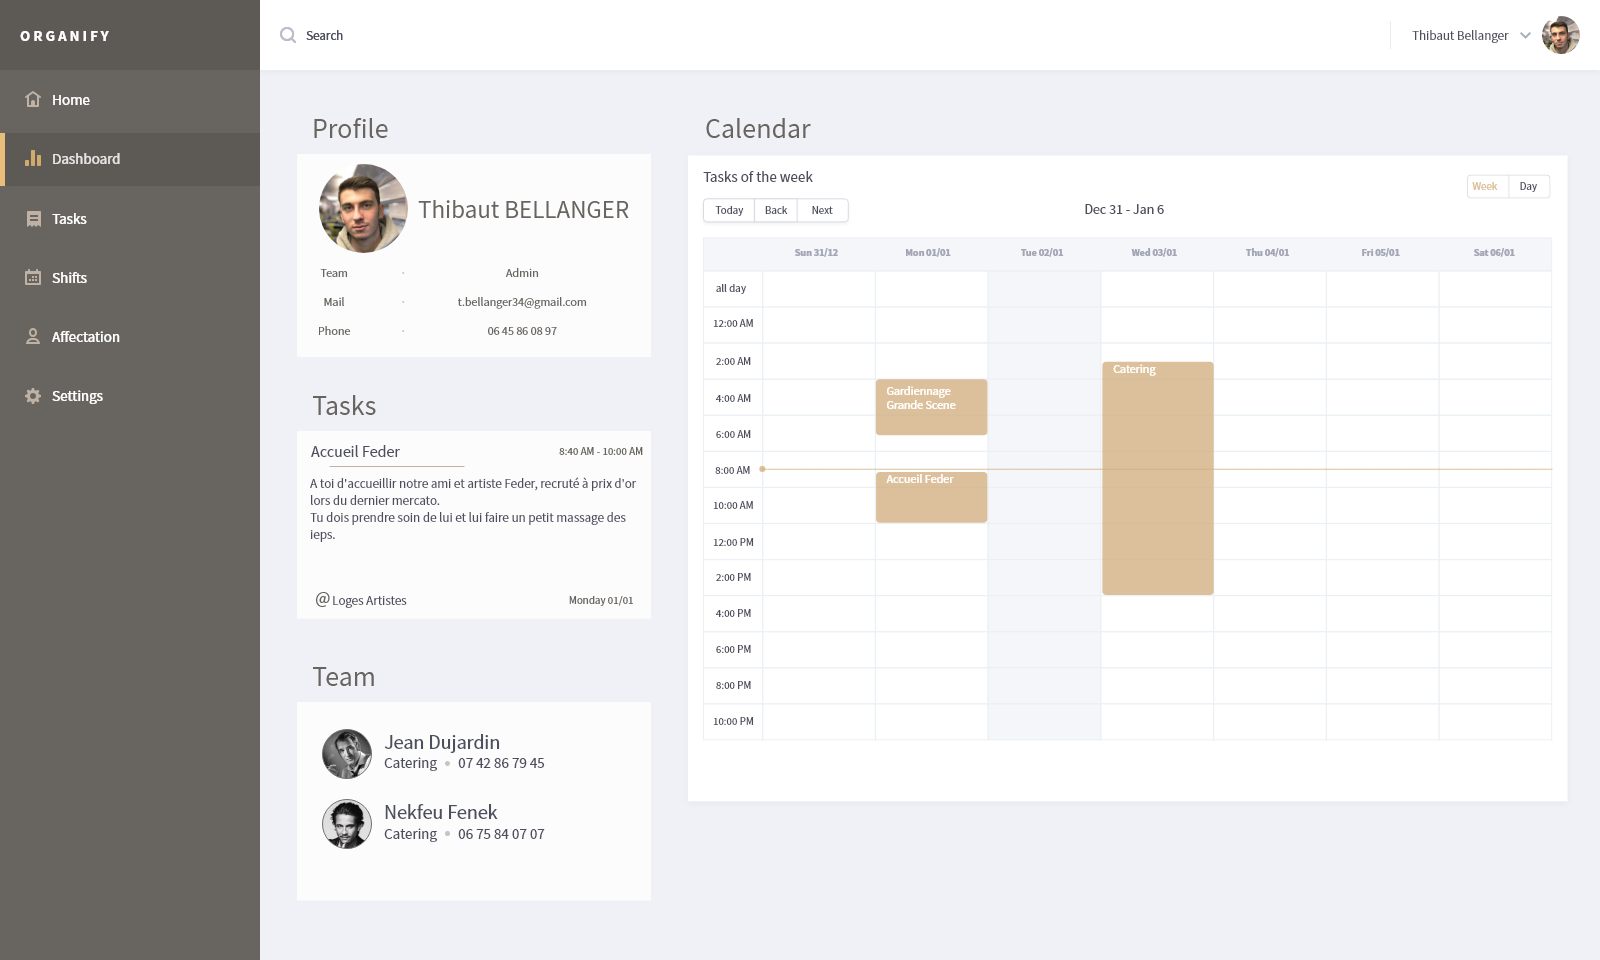 ORGANIFY
Search
Thibaut Bellanger
Home
Dashboard
Tasks
Shifts
Affectation
Settings
Profile
Thibaut BELLANGER
Team · Admin
Mail · t.bellanger34@gmail.com
Phone · 06 45 86 08 97
Tasks
Accueil Feder 8:40 AM - 10:00 AM
A toi d'accueillir notre ami et artiste Feder, recruté à prix d'or
lors du dernier mercato.
Tu dois prendre soin de lui et lui faire un petit massage des
ieps.
@ Loges Artistes Monday 01/01
Team
Jean Dujardin
Catering • 07 42 86 79 45
Nekfeu Fenek
Catering • 06 75 84 07 07
Calendar
Tasks of the week
Week Day
Today Back Next
Dec 31 - Jan 6
Sun 31/12 Mon 01/01 Tue 02/01 Wed 03/01 Thu 04/01 Fri 05/01 Sat 06/01
all day
12:00 AM
2:00 AM
Catering
Gardiennage
4:00 AM
Grande Scene
6:00 AM
8:00 AM
Accueil Feder
10:00 AM
12:00 PM
2:00 PM
4:00 PM
6:00 PM
8:00 PM
10:00 PM